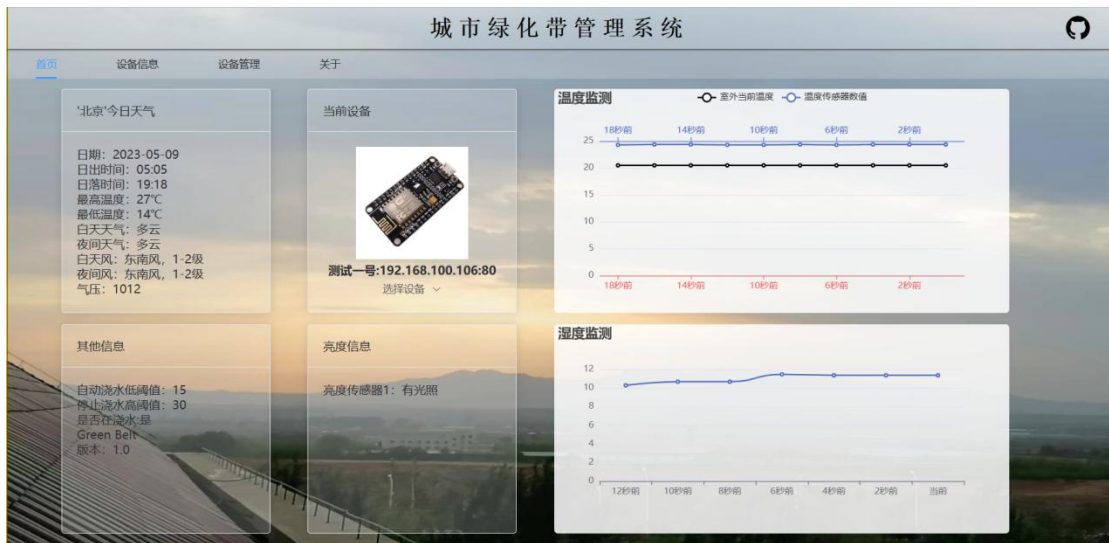 城市绿化带管理系统
首页 设备信息 设备管理 关于
'北京'今日天气
日期：2023-05-09
日出时间：05:05
日落时间：19:18
最高温度：27℃
最低温度：14℃
白天天气：多云
夜间天气：多云
白天风：东南风，1-2级
夜间风：东南风，1-2级
气压：1012
当前设备
测试一号:192.168.100.106:80
选择设备
温度监测
室外当前温度 温度传感器数值
18秒前 14秒前 10秒前 6秒前 2秒前
25
20
15
10
5
0
18秒前 14秒前 10秒前 6秒前 2秒前
其他信息
自动浇水低阈值：15
停止浇水高阈值：30
是否在浇水:是
Green Belt
版本：1.0
亮度信息
亮度传感器1：有光照
湿度监测
12
10
8
6
4
2
0
12秒前 10秒前 8秒前 6秒前 4秒前 2秒前 当前